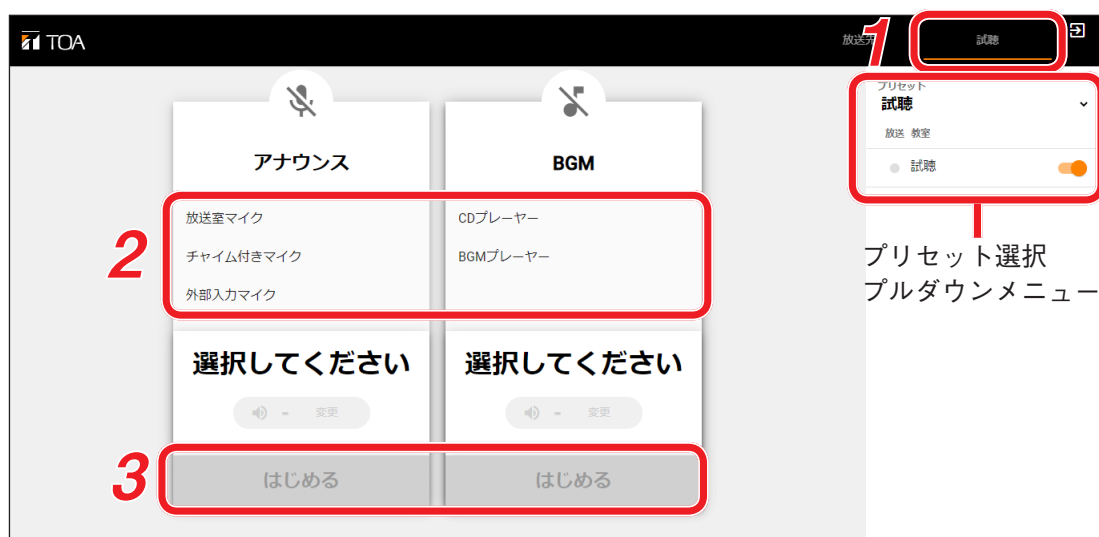 TOA
放送先
試聴
1
プリセット
試聴
放送 教室
試聴
プリセット選択
プルダウンメニュー
アナウンス
BGM
2
放送室マイク
CDプレーヤー
チャイム付きマイク
BGMプレーヤー
外部入力マイク
選択してください
選択してください
- 変更
- 変更
3
はじめる
はじめる